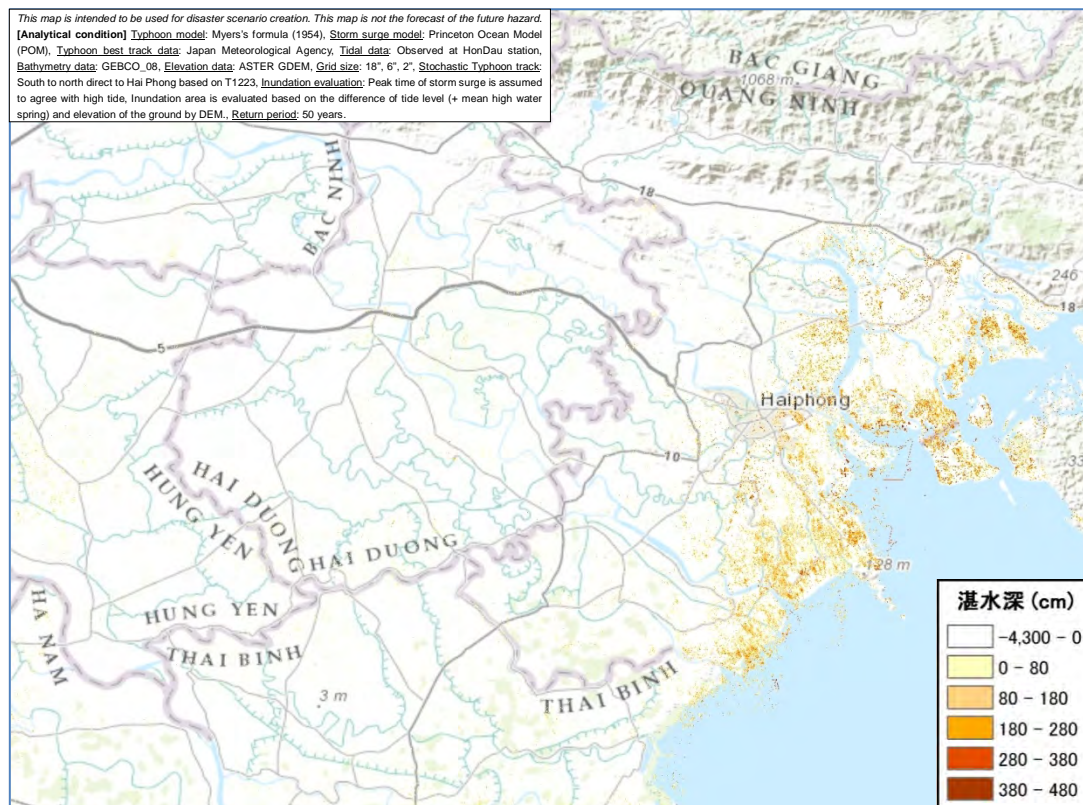 This map is intended to be used for disaster scenario creation. This map is not the forecast of the future hazard.
[Analytical condition] Typhoon model: Myers's formula (1954), Storm surge model: Princeton Ocean Model
(POM), Typhoon best track data: Japan Meteorological Agency, Tidal data: Observed at HonDau station,
Bathymetry data: GEBCO_08, Elevation data: ASTER GDEM, Grid size: 18", 6", 2", Stochastic Typhoon track:
South to north direct to Hai Phong based on T1223, Inundation evaluation: Peak time of storm surge is assumed
to agree with high tide, Inundation area is evaluated based on the difference of tide level (+ mean high water
spring) and elevation of the ground by DEM., Return period: 50 years.
BAC GIANG
1068 m
QUANG NINH
BAC NINH
18
246
18
5
Haiphong
10
33
HAI DUONG
HUNG YEN
HAI DUONG
128 m
HA NAM
HUNG YEN
THAI BINH
3 m
THAI BINH
湛水深 (cm)
-4,300 - 0
0 - 80
80 - 180
180 - 280
280 - 380
380 - 480